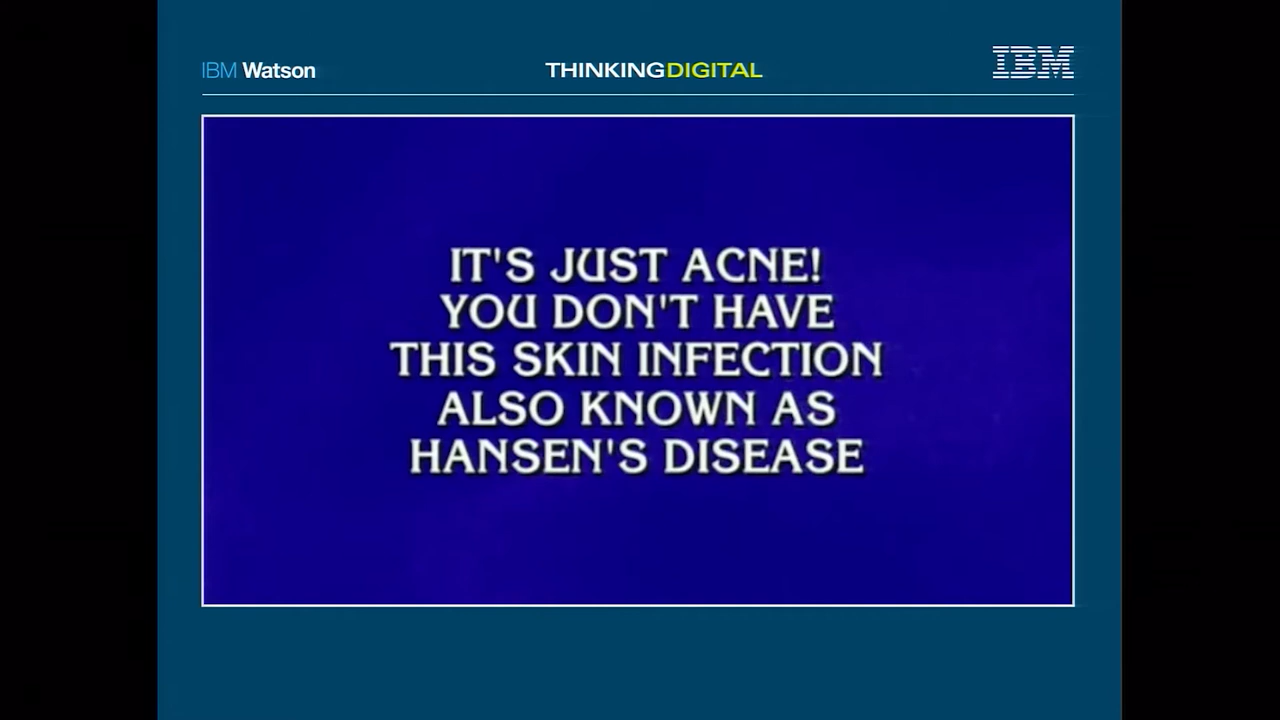 IBM Watson
THINKINGDIGITAL
IBM
IT'S JUST ACNE!
YOU DON'T HAVE
THIS SKIN INFECTION
ALSO KNOWN AS
HANSEN'S DISEASE